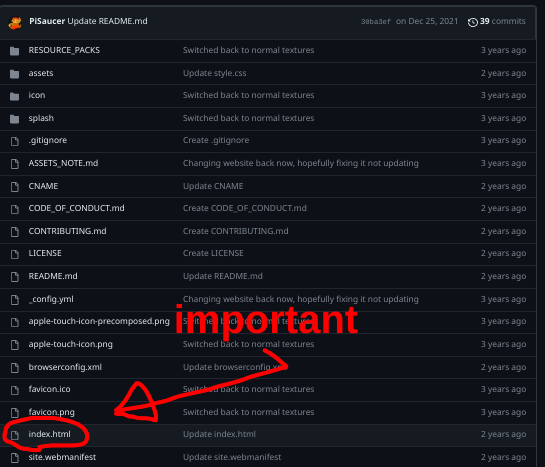 PiSaucer Update README.md 30ba3ef on Dec 25, 2021 39 commits
RESOURCE_PACKS Switched back to normal textures 3 years ago
assets Update style.css 2 years ago
icon Switched back to normal textures 3 years ago
splash Switched back to normal textures 3 years ago
.gitignore Create .gitignore 3 years ago
ASSETS_NOTE.md Changing website back now, hopefully fixing it not updating 3 years ago
CNAME Update CNAME 2 years ago
CODE_OF_CONDUCT.md Create CODE_OF_CONDUCT.md 2 years ago
CONTRIBUTING.md Create CONTRIBUTING.md 2 years ago
LICENSE Create LICENSE 2 years ago
README.md Update README.md 2 years ago
_config.yml Changing website back now, hopefully fixing it not updating 3 years ago
important
apple-touch-icon-precomposed.png Switched back to normal textures 3 years ago
apple-touch-icon.png Switched back to normal textures 3 years ago
browserconfig.xml Update browserconfig.xml 2 years ago
favicon.ico Switched back to normal textures 3 years ago
favicon.png Switched back to normal textures 3 years ago
index.html Update index.html 2 years ago
site.webmanifest Update site.webmanifest 2 years ago